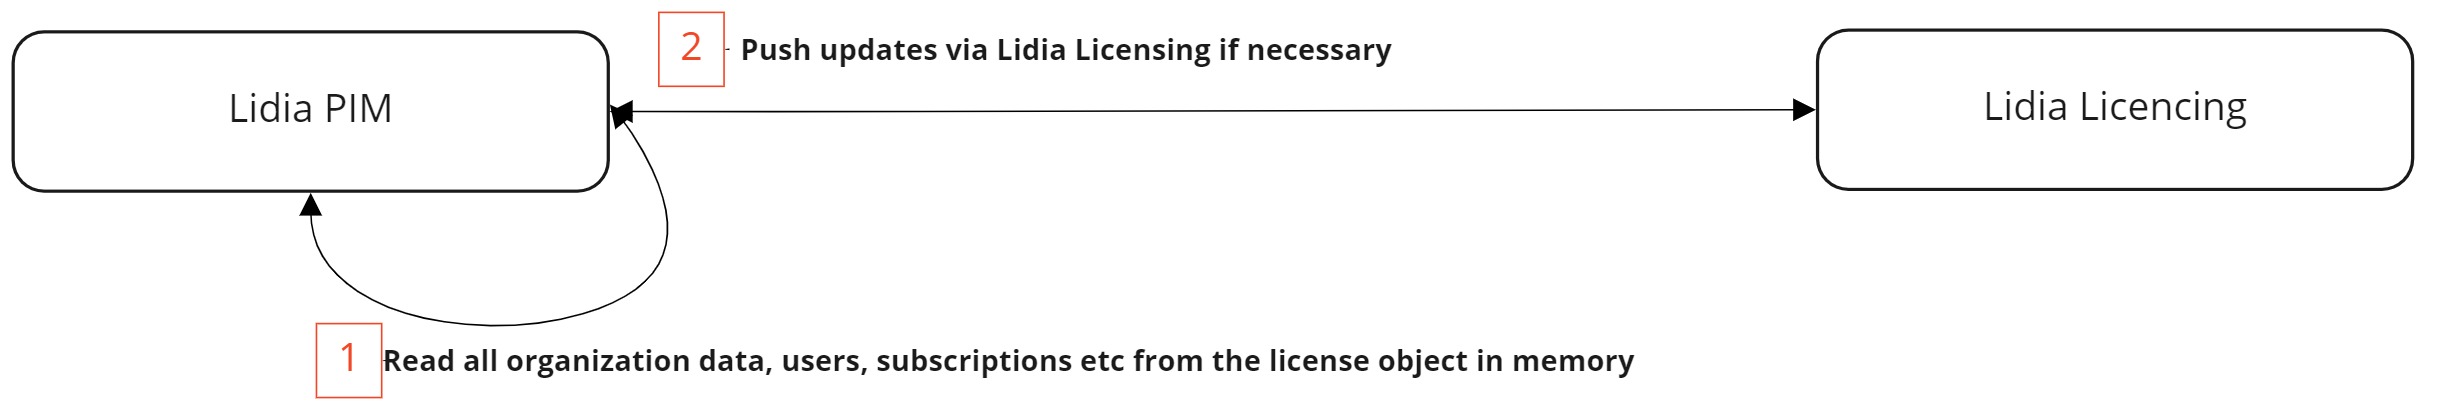 2 Push updates via Lidia Licensing if necessary
Lidia PIM
Lidia Licencing
1 Read all organization data, users, subscriptions etc from the license object in memory